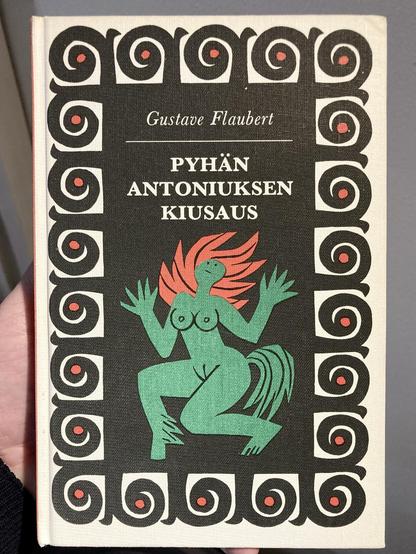 Gustave Flaubert
PYHÄN
ANTONIUKSEN
KIUSAUS